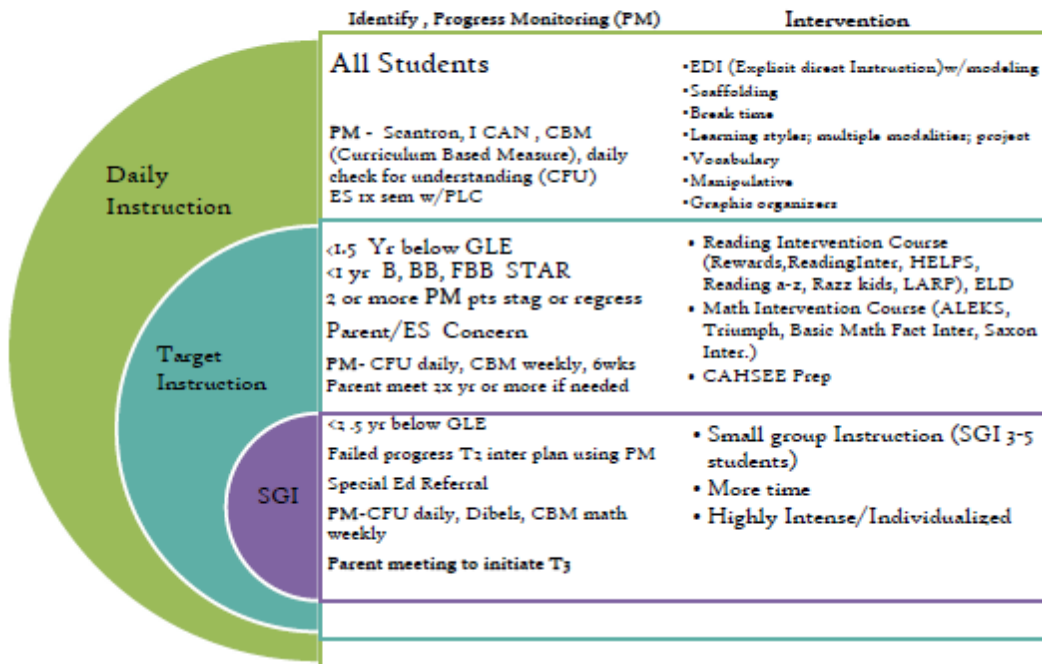 Identify , Progress Monitoring (PM)
Intervention
Daily
Instruction
All Students
PM - Scantron, I CAN , CBM
(Curriculum Based Measure), daily
check for understanding (CFU)
ES 1x sem w/PLC
•EDI (Explicit direct Instruction)w/modeling
•Scaffolding
•Break time
•Learning styles; multiple modalities; project
•Vocabulary
•Manipulative
•Graphic organizers
Target
Instruction
<1.5 Yr below GLE
<1 yr B, BB, FBB STAR
2 or more PM pts stag or regress
Parent/ES Concern
PM- CFU daily, CBM weekly, 6wks
Parent meet 2x yr or more if needed
• Reading Intervention Course
(Rewards,ReadingInter, HELPS,
Reading a-z, Razz kids, LARP), ELD
• Math Intervention Course (ALEKS,
Triumph, Basic Math Fact Inter, Saxon
Inter.)
• CAHSEE Prep
SGI
<2 .5 yr below GLE
Failed progress T2 inter plan using PM
Special Ed Referral
PM-CFU daily, Dibels, CBM math
weekly
Parent meeting to initiate T3
• Small group Instruction (SGI 3-5
students)
• More time
• Highly Intense/Individualized